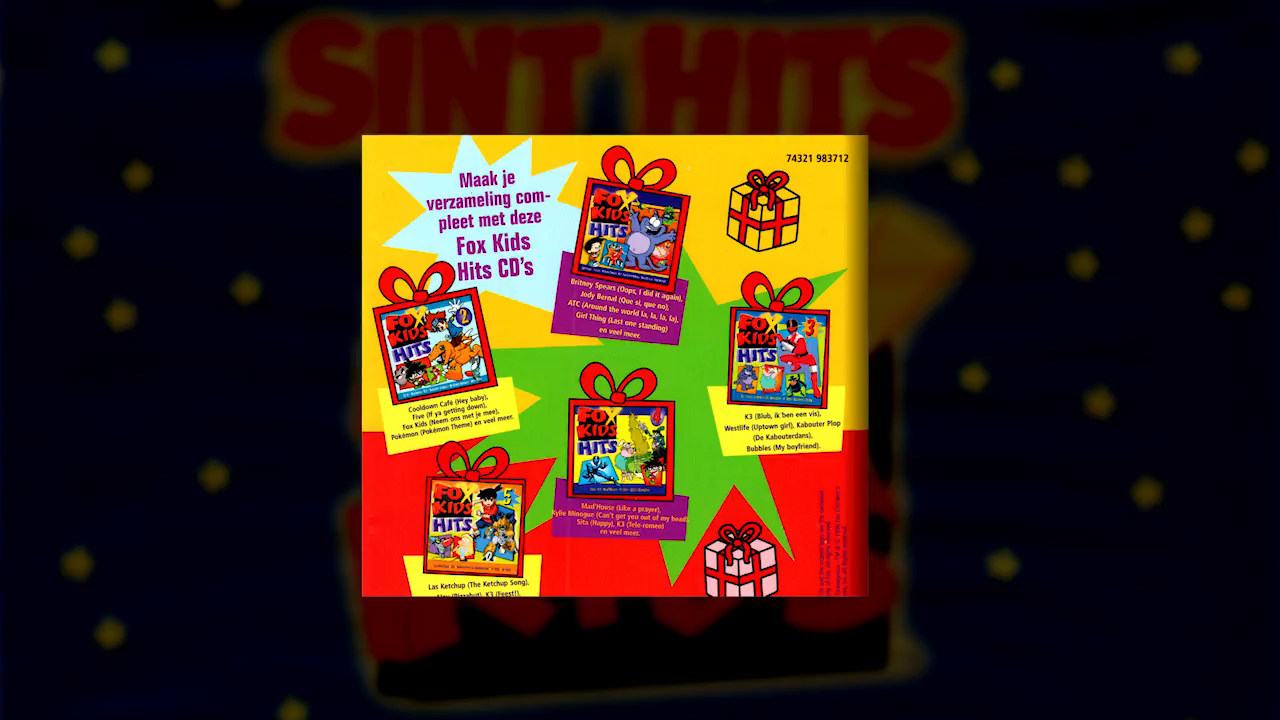 SINT HITS
74321 983712
Maak je
verzameling com-
pleet met deze
Fox Kids
Hits CD's
FOX
KIDS
HITS
Britney Spears (Oops, I did it again),
Jody Bernal (Que si, que no),
ATC (Around the world la, la, la, la),
Girl Thing (Last one standing)
en veel meer.
FOX
KIDS
HITS
2
Cooldown Café (Hey baby),
Five (If ya getting down),
Fox Kids (Neem ons met je mee),
Pokémon (Pokémon Theme) en veel meer.
FOX
KIDS
HITS
3
K3 (Blub, ik ben een vis),
Westlife (Uptown girl), Kabouter Plop
(De Kabouterdans),
Bubbles (My boyfriend).
FOX
KIDS
HITS
4
Mad'House (Like a prayer),
Kylie Minogue (Can't get you out of my head)
Sita (Happy), K3 (Tele-romeo)
en veel meer.
FOX
KIDS
HITS
5
Las Ketchup (The Ketchup Song),
(Pizzahut), K3 (Feest!),